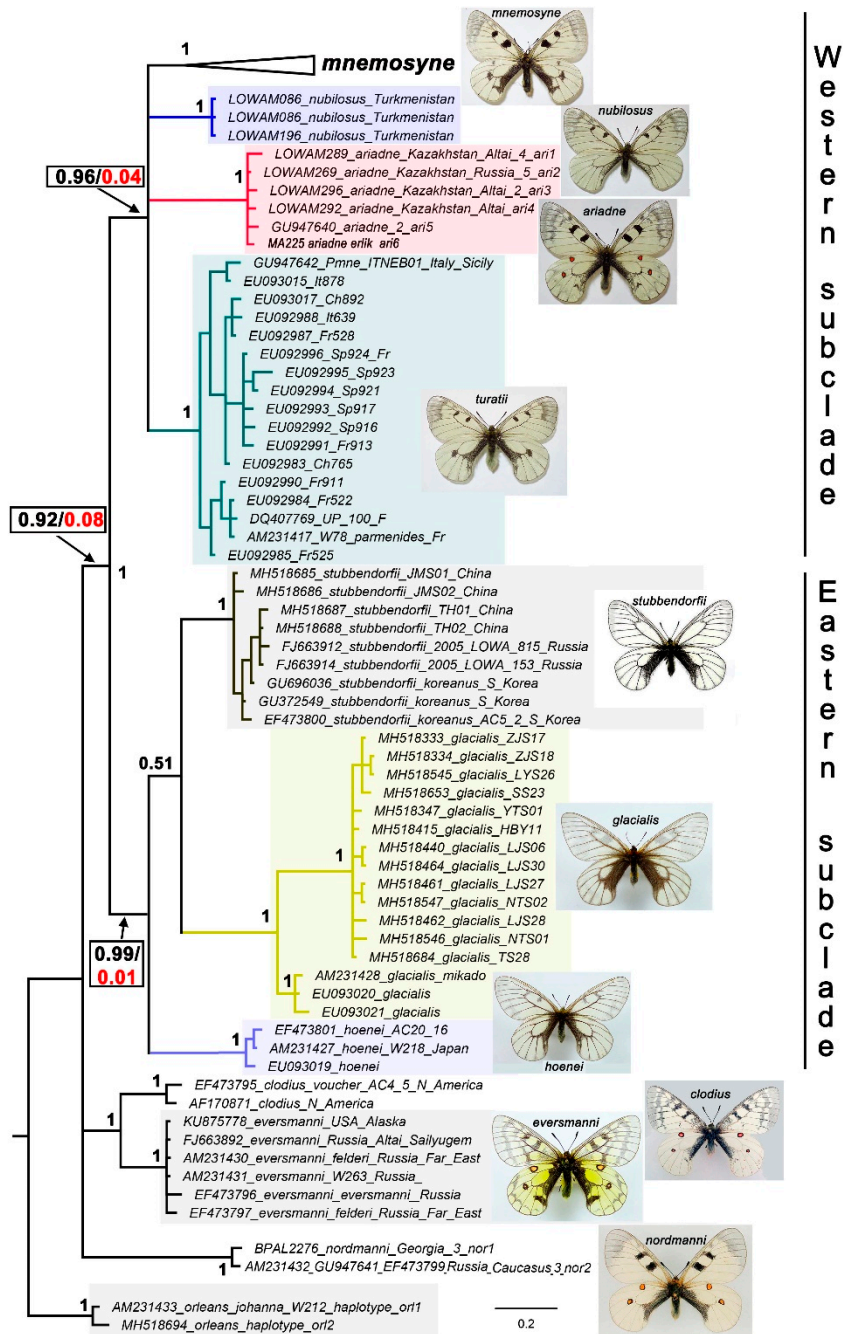 mnemosyne
1
mnemosyne
nubilosus
1
LOWAM086_nubilosus_Turkmenistan
LOWAM086_nubilosus_Turkmenistan
LOWAM196_nubilosus_Turkmenistan
0.96/0.04
1
LOWAM289_ariadne_Kazakhstan_Altai_4_ari1
LOWAM269_ariadne_Kazakhstan_Russia_5_ari2
LOWAM296_ariadne_Kazakhstan_Altai_2_ari3
LOWAM292_ariadne_Kazakhstan_Altai_ari4
GU947640_ariadne_2_ari5
MA225 ariadne erlik ari6
ariadne
GU947642_Pmne_ITNEB01_Italy_Sicily
EU093015_It878
EU093017_Ch892
EU092988_It639
EU092987_Fr528
EU092996_Sp924_Fr
EU092995_Sp923
EU092994_Sp921
EU092993_Sp917
EU092992_Sp916
EU092991_Fr913
EU092983_Ch765
EU092990_Fr911
EU092984_Fr522
DQ407769_UP_100_F
AM231417_W78_parmenides_Fr
EU092985_Fr525
1
turatii
Western subclade
0.92/0.08
1
1
MH518685_stubbendorfii_JMS01_China
MH518686_stubbendorfii_JMS02_China
MH518687_stubbendorfii_TH01_China
MH518688_stubbendorfii_TH02_China
FJ663912_stubbendorfii_2005_LOWA_815_Russia
FJ663914_stubbendorfii_2005_LOWA_153_Russia
GU696036_stubbendorfii_koreanus_S_Korea
GU372549_stubbendorfii_koreanus_S_Korea
EF473800_stubbendorfii_koreanus_AC5_2_S_Korea
stubbendorfii
0.51
MH518333_glacialis_ZJS17
MH518334_glacialis_ZJS18
MH518545_glacialis_LYS26
MH518653_glacialis_SS23
MH518347_glacialis_YTS01
MH518415_glacialis_HBY11
MH518440_glacialis_LJS06
MH518464_glacialis_LJS30
MH518461_glacialis_LJS27
MH518547_glacialis_NTS02
MH518462_glacialis_LJS28
MH518546_glacialis_NTS01
MH518684_glacialis_TS28
1
1
AM231428_glacialis_mikado
EU093020_glacialis
EU093021_glacialis
1
glacialis
0.99/
0.01
1
EF473801_hoenei_AC20_16
AM231427_hoenei_W218_Japan
EU093019_hoenei
hoenei
Eastern subclade
1
EF473795_clodius_voucher_AC4_5_N_America
AF170871_clodius_N_America
clodius
1
KU875778_eversmanni_USA_Alaska
FJ663892_eversmanni_Russia_Altai_Sailyugem
AM231430_eversmanni_felderi_Russia_Far_East
AM231431_eversmanni_W263_Russia_
EF473796_eversmanni_eversmanni_Russia
EF473797_eversmanni_felderi_Russia_Far_East
1
eversmanni
BPAL2276_nordmanni_Georgia_3_nor1
AM231432_GU947641_EF473799_Russia_Caucasus_3_nor2
1
nordmanni
1
AM231433_orleans_johanna_W212_haplotype_orl1
MH518694_orleans_haplotype_orl2
0.2